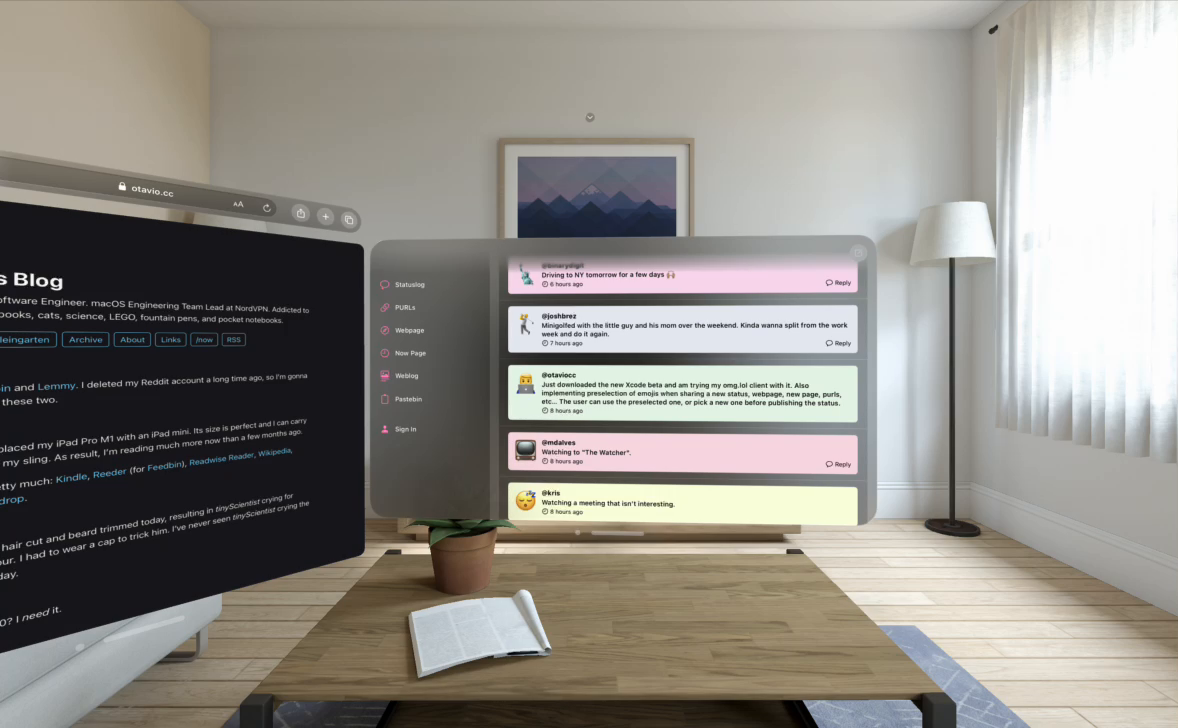 otavio.cc
AA
s Blog
oftware Engineer. macOS Engineering Team Lead at NordVPN. Addicted to
books, cats, science, LEGO, fountain pens, and pocket notebooks.
leingarten
Archive
About
Links
/now
RSS
in and Lemmy. I deleted my Reddit account a long time ago, so I'm gonna
these two.
placed my iPad Pro M1 with an iPad mini. Its size is perfect and I can carry
my sling. As result, I'm reading much more now than a few months ago.
etty much: Kindle, Reeder (for Feedbin), Readwise Reader, Wikipedia,
drop.
hair cut and beard trimmed today, resulting in tinyScientist crying for
our. I had to wear a cap to trick him. I've never seen tinyScientist crying the
day.
0? I need it.
Statuslog
PURLs
Webpage
Now Page
Weblog
Pastebin
Sign In
@binarydigit
Driving to NY tomorrow for a few days 🙌🏼
6 hours ago
Reply
@joshbrez
Minigolfed with the little guy and his mom over the weekend. Kinda wanna split from the work
week and do it again.
7 hours ago
Reply
@otaviocc
Just downloaded the new Xcode beta and am trying my omg.lol client with it. Also
implementing preselection of emojis when sharing a new status, webpage, new page, purls,
etc... The user can use the preselected one, or pick a new one before publishing the status.
8 hours ago
@mdalves
Watching to "The Watcher".
8 hours ago
Reply
@kris
Watching a meeting that isn't interesting.
8 hours ago